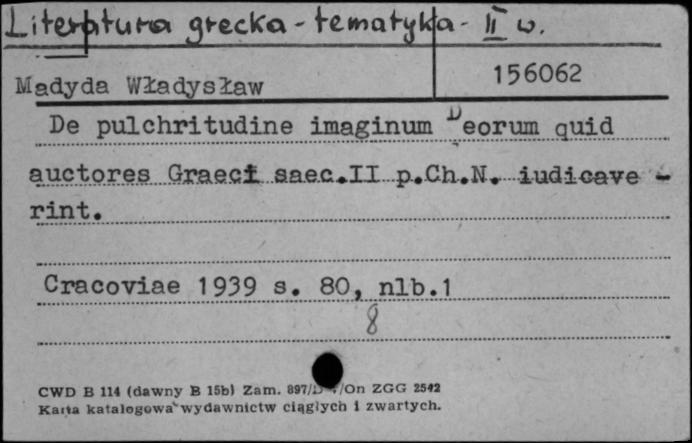 Literatura grecka - tematyka - II w.
Madyda Władysław
156062
De pulchritudine imaginum Deorum quid
auctores Graeci saec.II p.Ch.N. iudicave -
rint.
Cracoviae 1939 s. 80, nlb.1
8
CWD B 114 (dawny B 15b) Zam. 897/ /On ZGG 2542
Karta katalogowa wydawnictw ciągłych i zwartych.